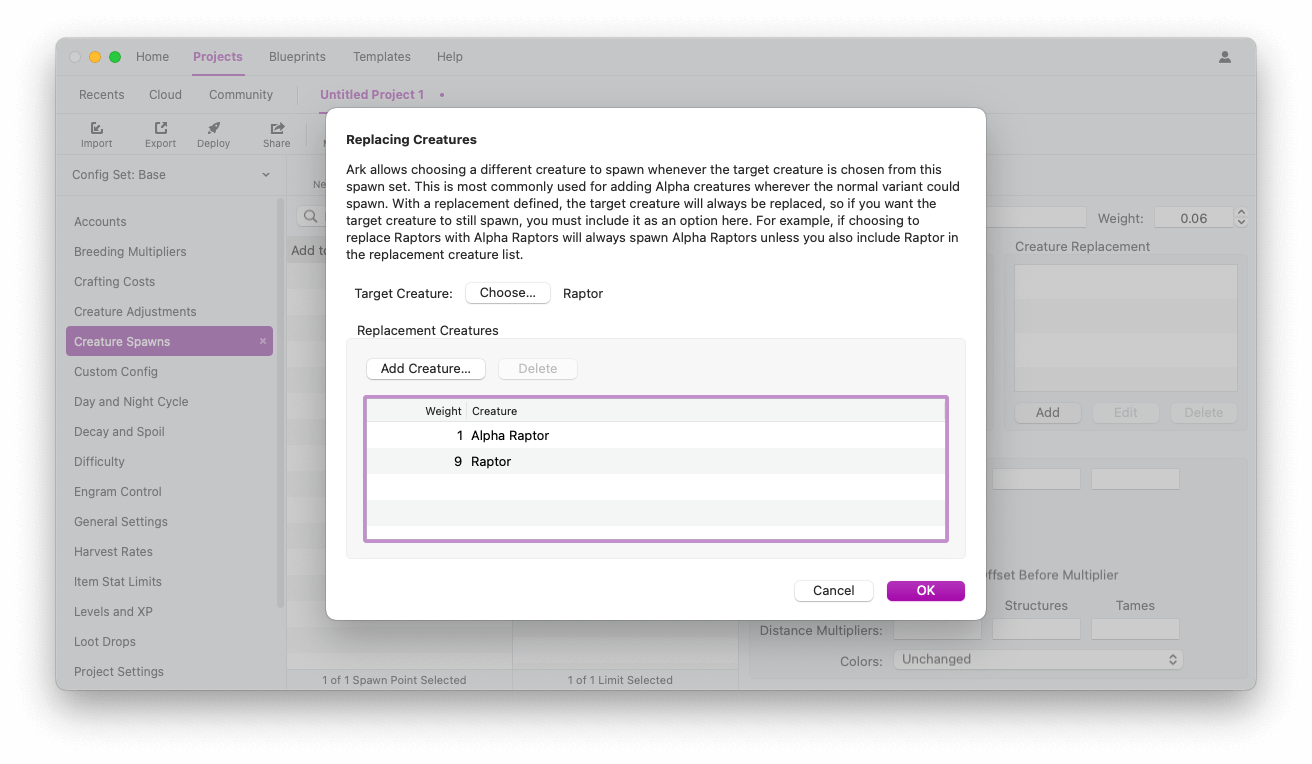 Home Projects Blueprints Templates Help
Recents Cloud Community Untitled Project 1 •
Import Export Deploy Share
Config Set: Base
Accounts
Breeding Multipliers
Crafting Costs
Creature Adjustments
Creature Spawns ×
Custom Config
Day and Night Cycle
Decay and Spoil
Difficulty
Engram Control
General Settings
Harvest Rates
Item Stat Limits
Levels and XP
Loot Drops
Project Settings
Add
1 of 1 Spawn Point Selected
1 of 1 Limit Selected
Replacing Creatures
Ark allows choosing a different creature to spawn whenever the target creature is chosen from this
spawn set. This is most commonly used for adding Alpha creatures wherever the normal variant could
spawn. With a replacement defined, the target creature will always be replaced, so if you want the
target creature to still spawn, you must include it as an option here. For example, if choosing to
replace Raptors with Alpha Raptors will always spawn Alpha Raptors unless you also include Raptor in
the replacement creature list.
Target Creature: Choose... Raptor
Replacement Creatures
Add Creature... Delete
Weight Creature
1 Alpha Raptor
9 Raptor
Cancel OK
Weight: 0.06
Creature Replacement
Add Edit Delete
Before Multiplier
Structures Tames
Distance Multipliers:
Colors: Unchanged